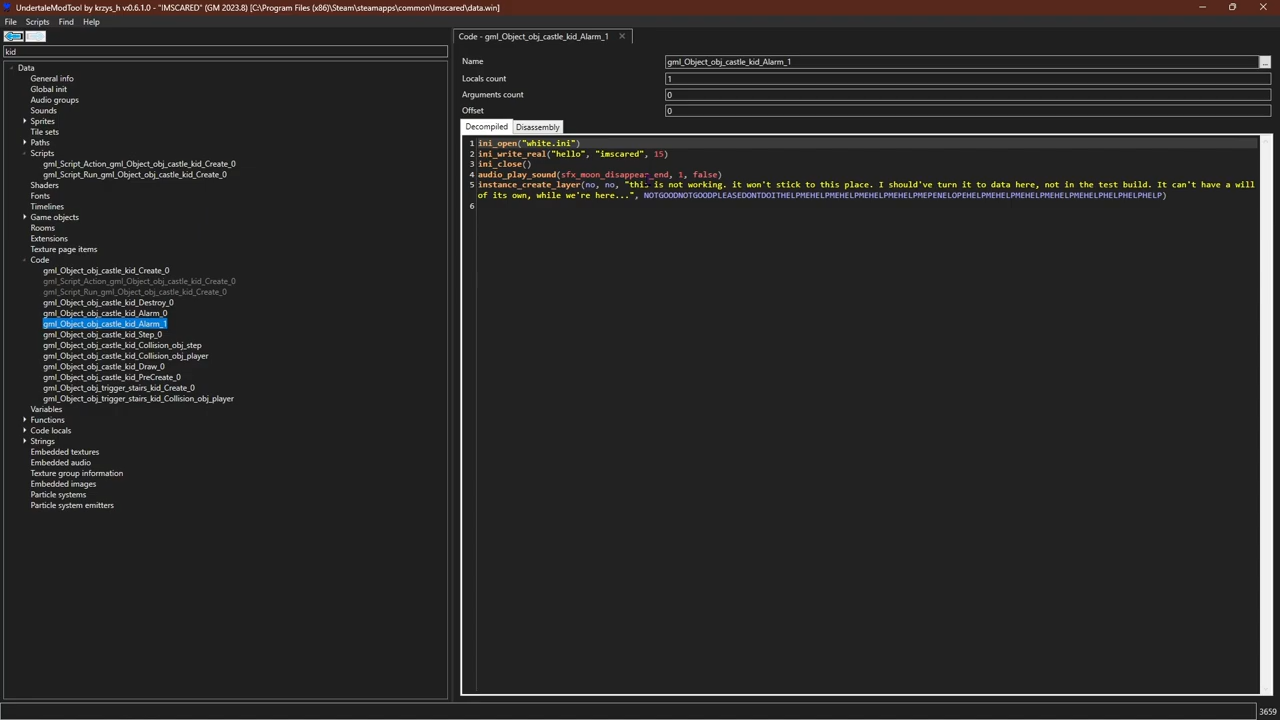 UndertaleModTool by krzys_h v:0.6.1.0 - "IMSCARED" (GM 2023.8) [C:\Program Files (x86)\Steam\steamapps\common\Imscared\data.win]
File Scripts Find Help
kid
Data
General info
Global init
Audio groups
Sounds
Sprites
Tile sets
Paths
Scripts
gml_Script_Action_gml_Object_obj_castle_kid_Create_0
gml_Script_Run_gml_Object_obj_castle_kid_Create_0
Shaders
Fonts
Timelines
Game objects
Rooms
Extensions
Texture page items
Code
gml_Object_obj_castle_kid_Create_0
gml_Script_Action_gml_Object_obj_castle_kid_Create_0
gml_Script_Run_gml_Object_obj_castle_kid_Create_0
gml_Object_obj_castle_kid_Destroy_0
gml_Object_obj_castle_kid_Alarm_0
gml_Object_obj_castle_kid_Alarm_1
gml_Object_obj_castle_kid_Step_0
gml_Object_obj_castle_kid_Collision_obj_step
gml_Object_obj_castle_kid_Collision_obj_player
gml_Object_obj_castle_kid_Draw_0
gml_Object_obj_castle_kid_PreCreate_0
gml_Object_obj_trigger_stairs_kid_Create_0
gml_Object_obj_trigger_stairs_kid_Collision_obj_player
Variables
Functions
Code locals
Strings
Embedded textures
Embedded audio
Texture group information
Embedded images
Particle systems
Particle system emitters
Code - gml_Object_obj_castle_kid_Alarm_1
Name gml_Object_obj_castle_kid_Alarm_1 ...
Locals count 1
Arguments count 0
Offset 0
Decompiled Disassembly
1 ini_open("white.ini")
2 ini_write_real("hello", "imscared", 15)
3 ini_close()
4 audio_play_sound(sfx_moon_disappear_end, 1, false)
5 instance_create_layer(no, no, "this is not working. it won't stick to this place. I should've turn it to data here, not in the test build. It can't have a will
of its own, while we're here...", NOTGOODNOTGOODPLEASEDONTDOITHELPMEHELPMEHELPMEHELPMEHELPMEHELPMEPENELOPEHELPMEHELPMEHELPMEHELPMEHELPHELPHELPHELP)
6
3659